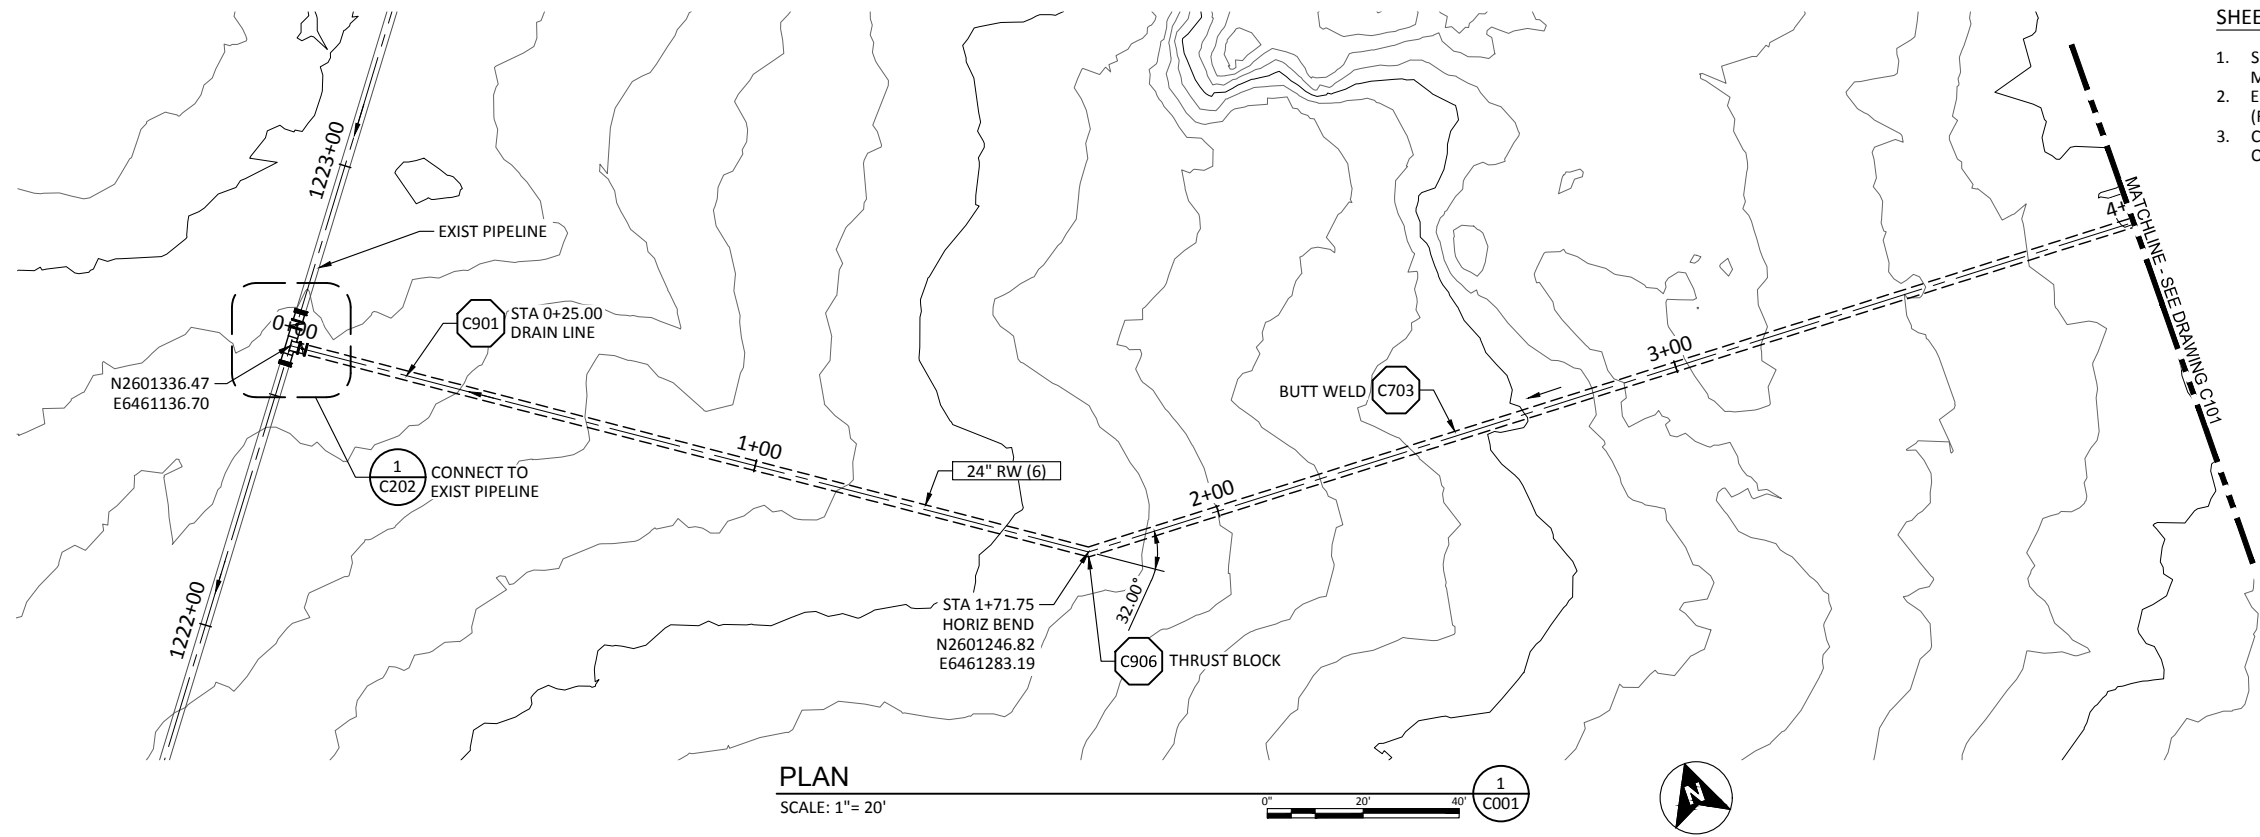 SHEE
1. S
M
2. E
(F
3. C
O
1223+00
EXIST PIPELINE
0+00
C901
STA 0+25.00
DRAIN LINE
N2601336.47
E6461136.70
1
C202
CONNECT TO
EXIST PIPELINE
1222+00
1+00
24" RW (6)
STA 1+71.75
HORIZ BEND
N2601246.82
E6461283.19
32.00°
C906
THRUST BLOCK
2+00
BUTT WELD
C703
3+00
4+
MATCHLINE - SEE DRAWING C101
PLAN
SCALE: 1"= 20'
0" 20' 40'
1
C001
N